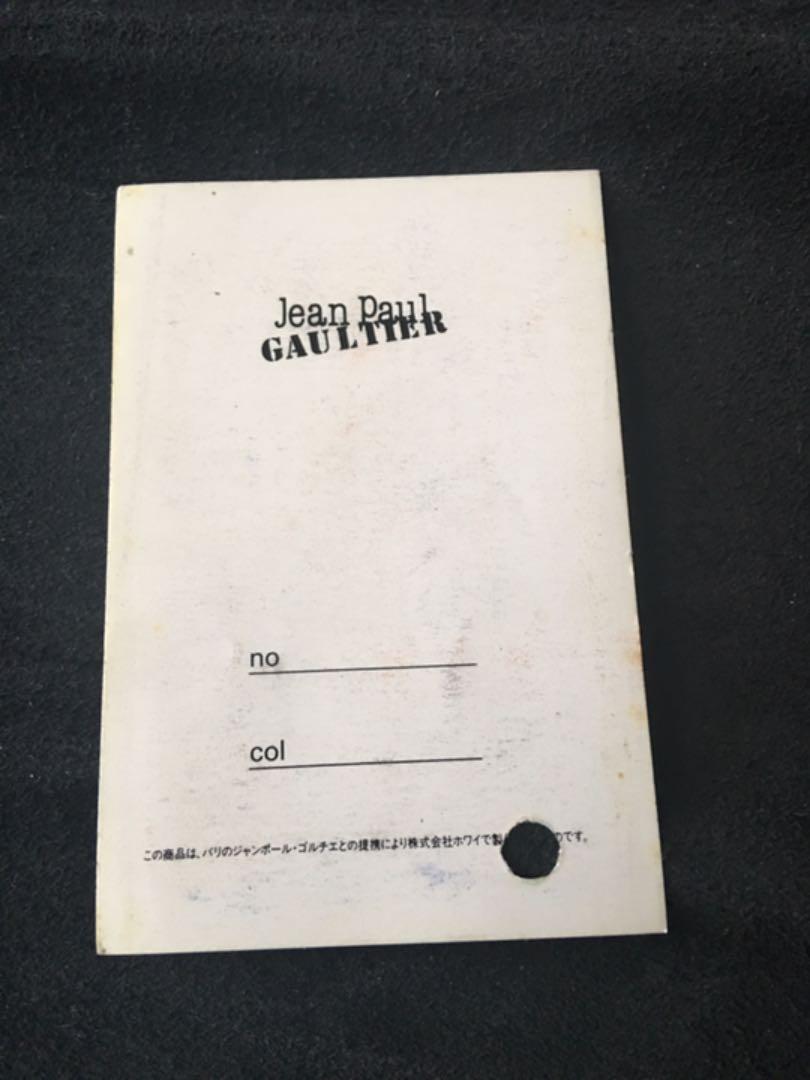 Jean Paul
GAULTIER
no
col
この商品は、パリのジャンポール・ゴルチエとの提携により株式会社ホワイで製 のです。